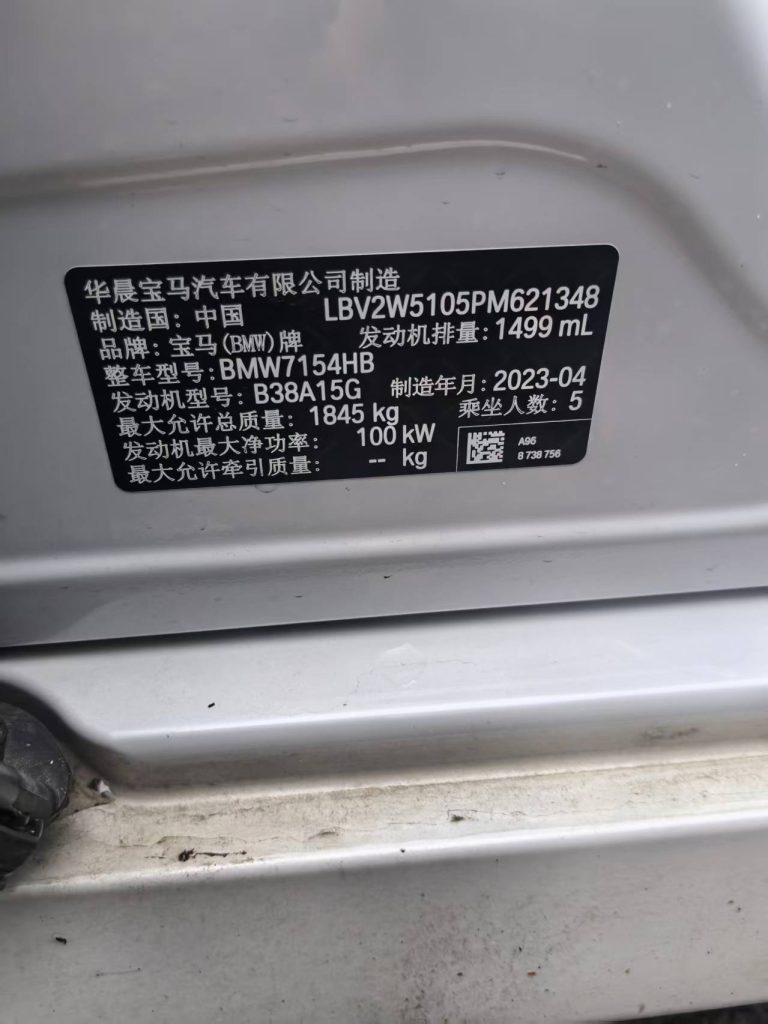 华晨宝马汽车有限公司制造
制造国: 中国 LBV2W5105PM621348
品牌: 宝马(BMW)牌 发动机排量: 1499 mL
整车型号: BMW7154HB
发动机型号: B38A15G 制造年月: 2023-04
最大允许总质量: 1845 kg 乘坐人数: 5
发动机最大净功率: 100 kW
最大允许牵引质量: -- kg
A96
8 738 756